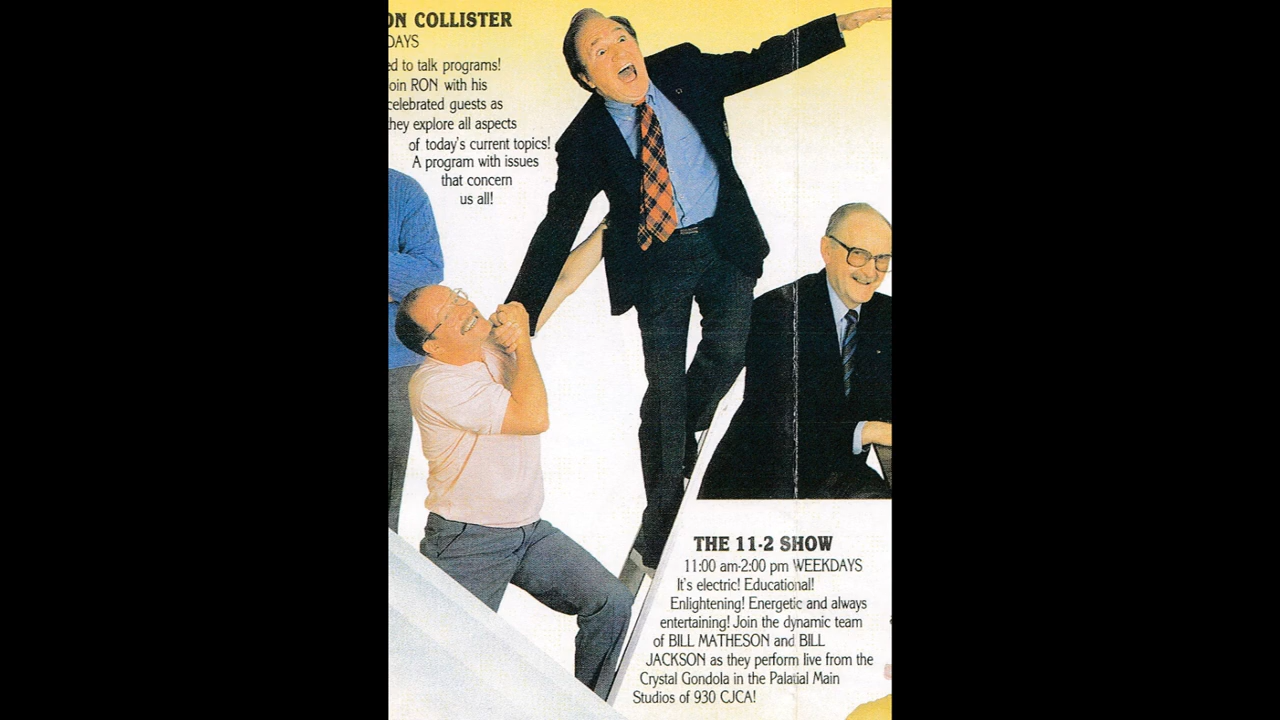 ON COLLISTER
DAYS
ed to talk programs!
oin RON with his
celebrated guests as
they explore all aspects
of today's current topics!
A program with issues
that concern
us all!
THE 11-2 SHOW
11:00 am-2:00 pm WEEKDAYS
It's electric! Educational!
Enlightening! Energetic and always
entertaining! Join the dynamic team
of BILL MATHESON and BILL
JACKSON as they perform live from the
Crystal Gondola in the Palatial Main
Studios of 930 CJCA!